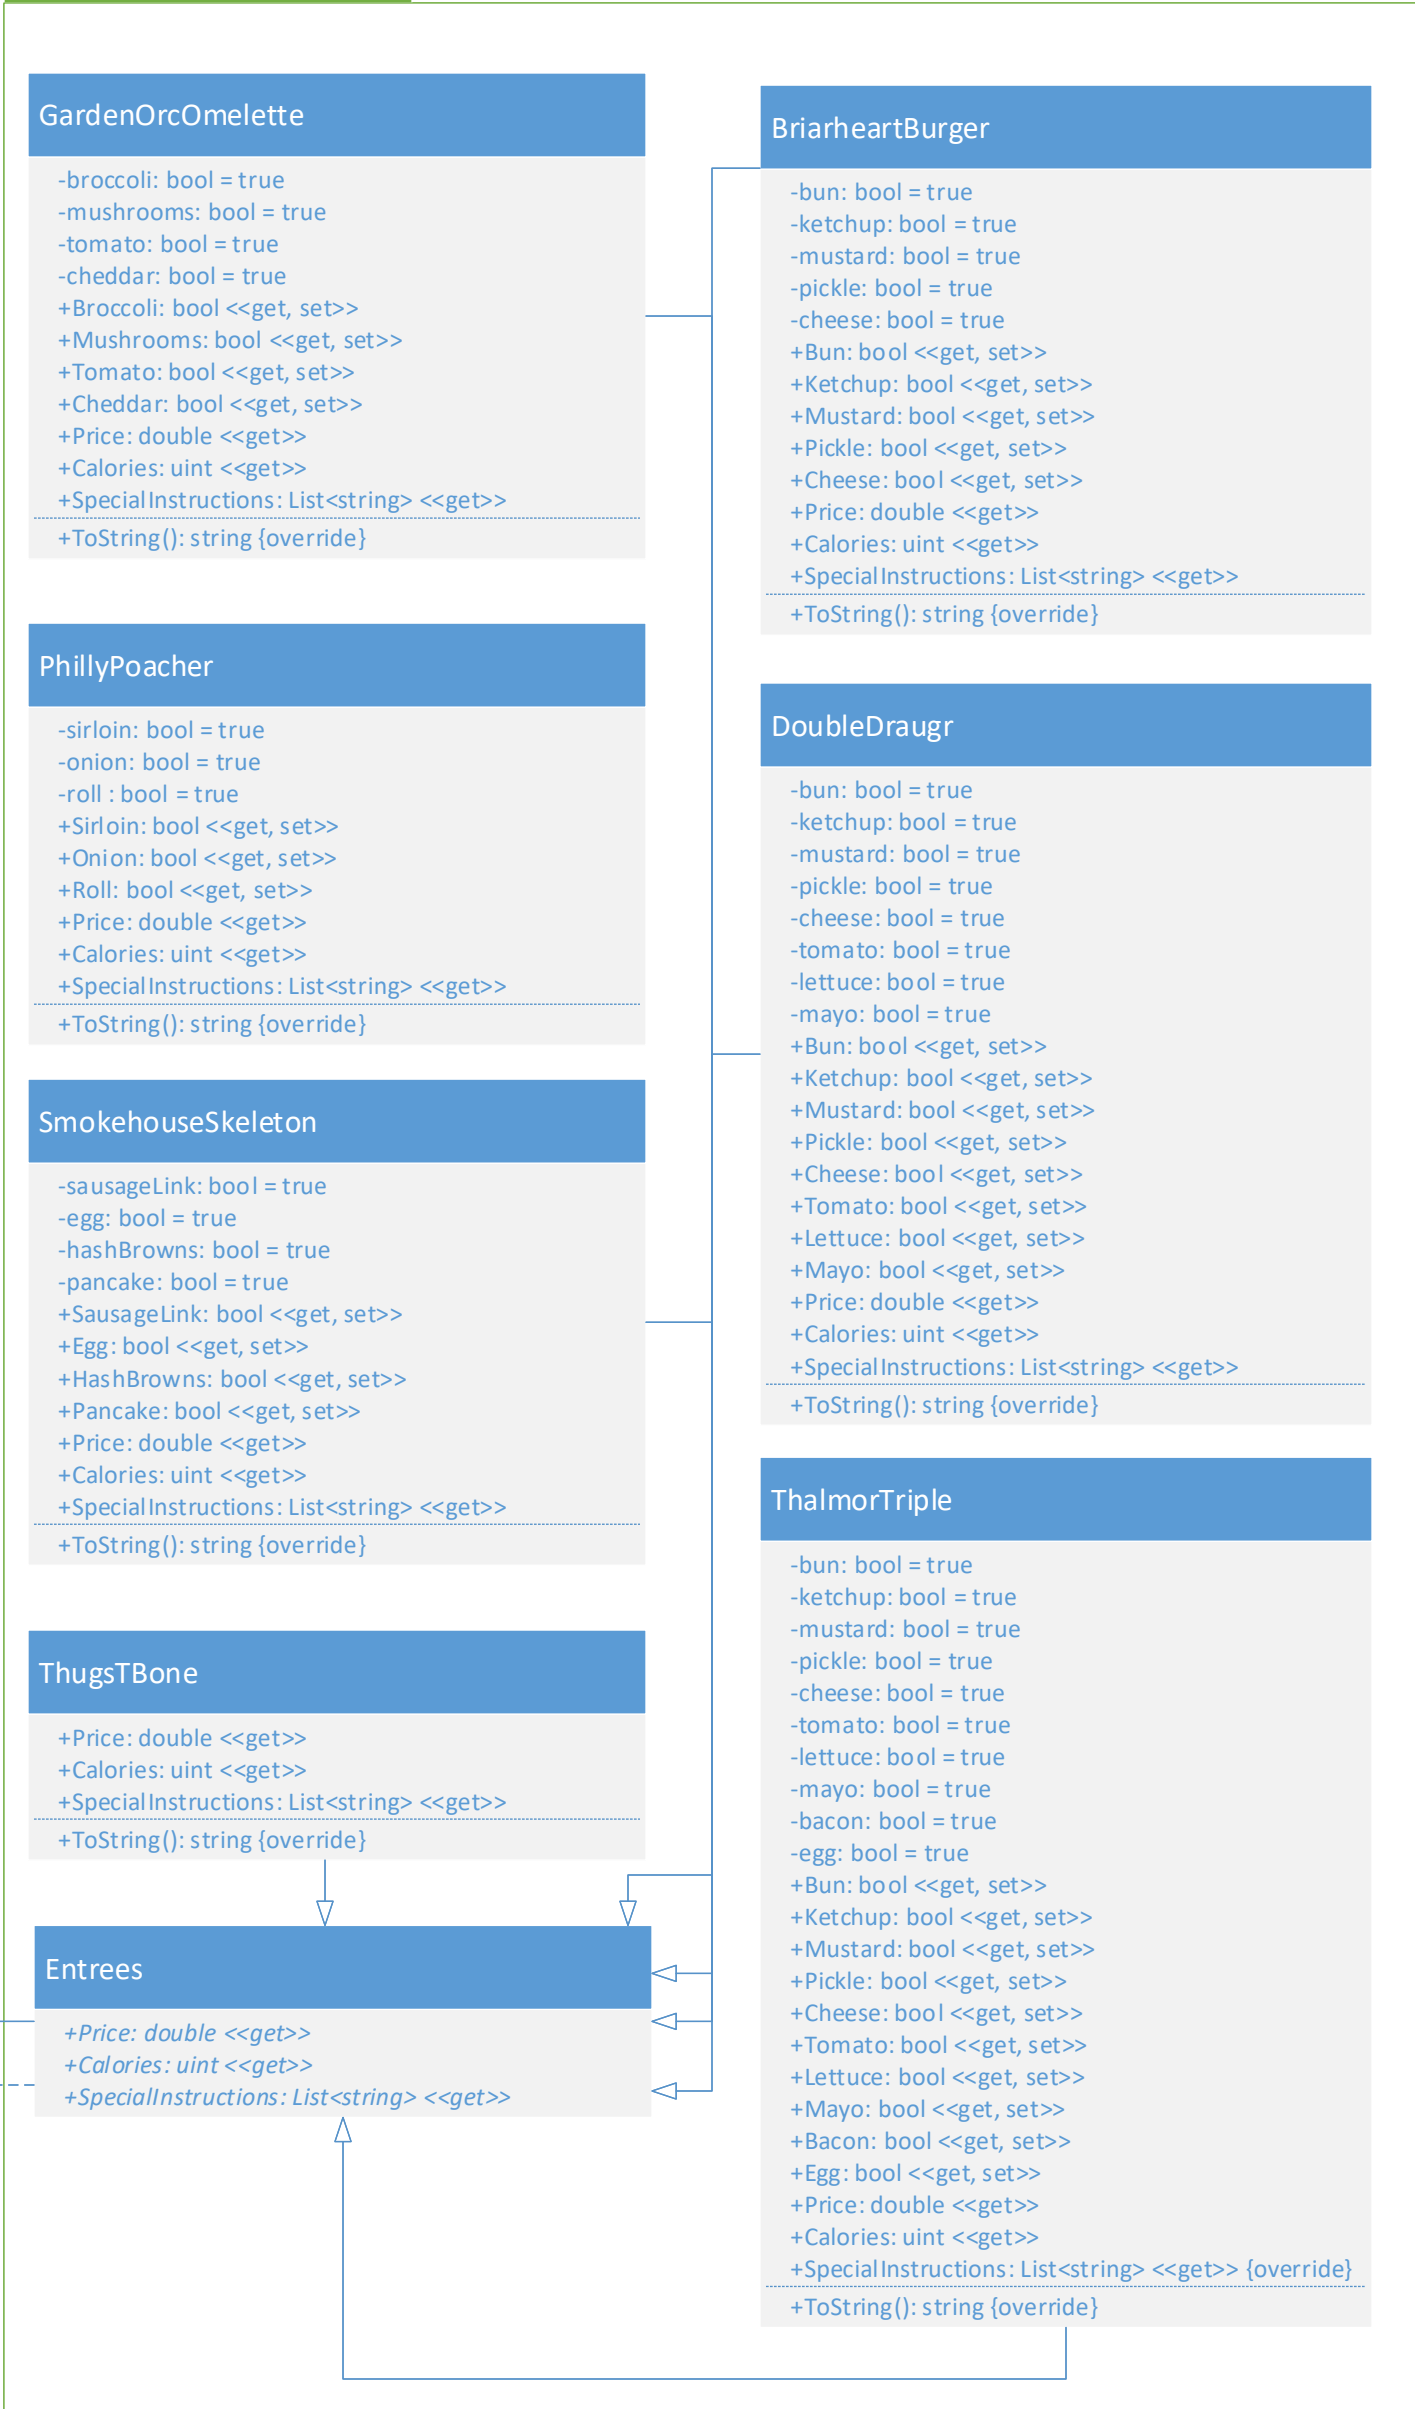 GardenOrcOmelette
-broccoli: bool = true
-mushrooms: bool = true
-tomato: bool = true
-cheddar: bool = true
+Broccoli: bool <<get, set>>
+Mushrooms: bool <<get, set>>
+Tomato: bool <<get, set>>
+Cheddar: bool <<get, set>>
+Price: double <<get>>
+Calories: uint <<get>>
+SpecialInstructions: List<string> <<get>>
+ToString(): string {override}
PhillyPoacher
-sirloin: bool = true
-onion: bool = true
-roll : bool = true
+Sirloin: bool <<get, set>>
+Onion: bool <<get, set>>
+Roll: bool <<get, set>>
+Price: double <<get>>
+Calories: uint <<get>>
+SpecialInstructions: List<string> <<get>>
+ToString(): string {override}
SmokehouseSkeleton
-sausageLink: bool = true
-egg: bool = true
-hashBrowns: bool = true
-pancake: bool = true
+SausageLink: bool <<get, set>>
+Egg: bool <<get, set>>
+HashBrowns: bool <<get, set>>
+Pancake: bool <<get, set>>
+Price: double <<get>>
+Calories: uint <<get>>
+SpecialInstructions: List<string> <<get>>
+ToString(): string {override}
ThugsTBone
+Price: double <<get>>
+Calories: uint <<get>>
+SpecialInstructions: List<string> <<get>>
+ToString(): string {override}
Entrees
+Price: double <<get>>
+Calories: uint <<get>>
+SpecialInstructions: List<string> <<get>>
BriarheartBurger
-bun: bool = true
-ketchup: bool = true
-mustard: bool = true
-pickle: bool = true
-cheese: bool = true
+Bun: bool <<get, set>>
+Ketchup: bool <<get, set>>
+Mustard: bool <<get, set>>
+Pickle: bool <<get, set>>
+Cheese: bool <<get, set>>
+Price: double <<get>>
+Calories: uint <<get>>
+SpecialInstructions: List<string> <<get>>
+ToString(): string {override}
DoubleDraugr
-bun: bool = true
-ketchup: bool = true
-mustard: bool = true
-pickle: bool = true
-cheese: bool = true
-tomato: bool = true
-lettuce: bool = true
-mayo: bool = true
+Bun: bool <<get, set>>
+Ketchup: bool <<get, set>>
+Mustard: bool <<get, set>>
+Pickle: bool <<get, set>>
+Cheese: bool <<get, set>>
+Tomato: bool <<get, set>>
+Lettuce: bool <<get, set>>
+Mayo: bool <<get, set>>
+Price: double <<get>>
+Calories: uint <<get>>
+SpecialInstructions: List<string> <<get>>
+ToString(): string {override}
ThalmorTriple
-bun: bool = true
-ketchup: bool = true
-mustard: bool = true
-pickle: bool = true
-cheese: bool = true
-tomato: bool = true
-lettuce: bool = true
-mayo: bool = true
-bacon: bool = true
-egg: bool = true
+Bun: bool <<get, set>>
+Ketchup: bool <<get, set>>
+Mustard: bool <<get, set>>
+Pickle: bool <<get, set>>
+Cheese: bool <<get, set>>
+Tomato: bool <<get, set>>
+Lettuce: bool <<get, set>>
+Mayo: bool <<get, set>>
+Bacon: bool <<get, set>>
+Egg: bool <<get, set>>
+Price: double <<get>>
+Calories: uint <<get>>
+SpecialInstructions: List<string> <<get>> {override}
+ToString(): string {override}